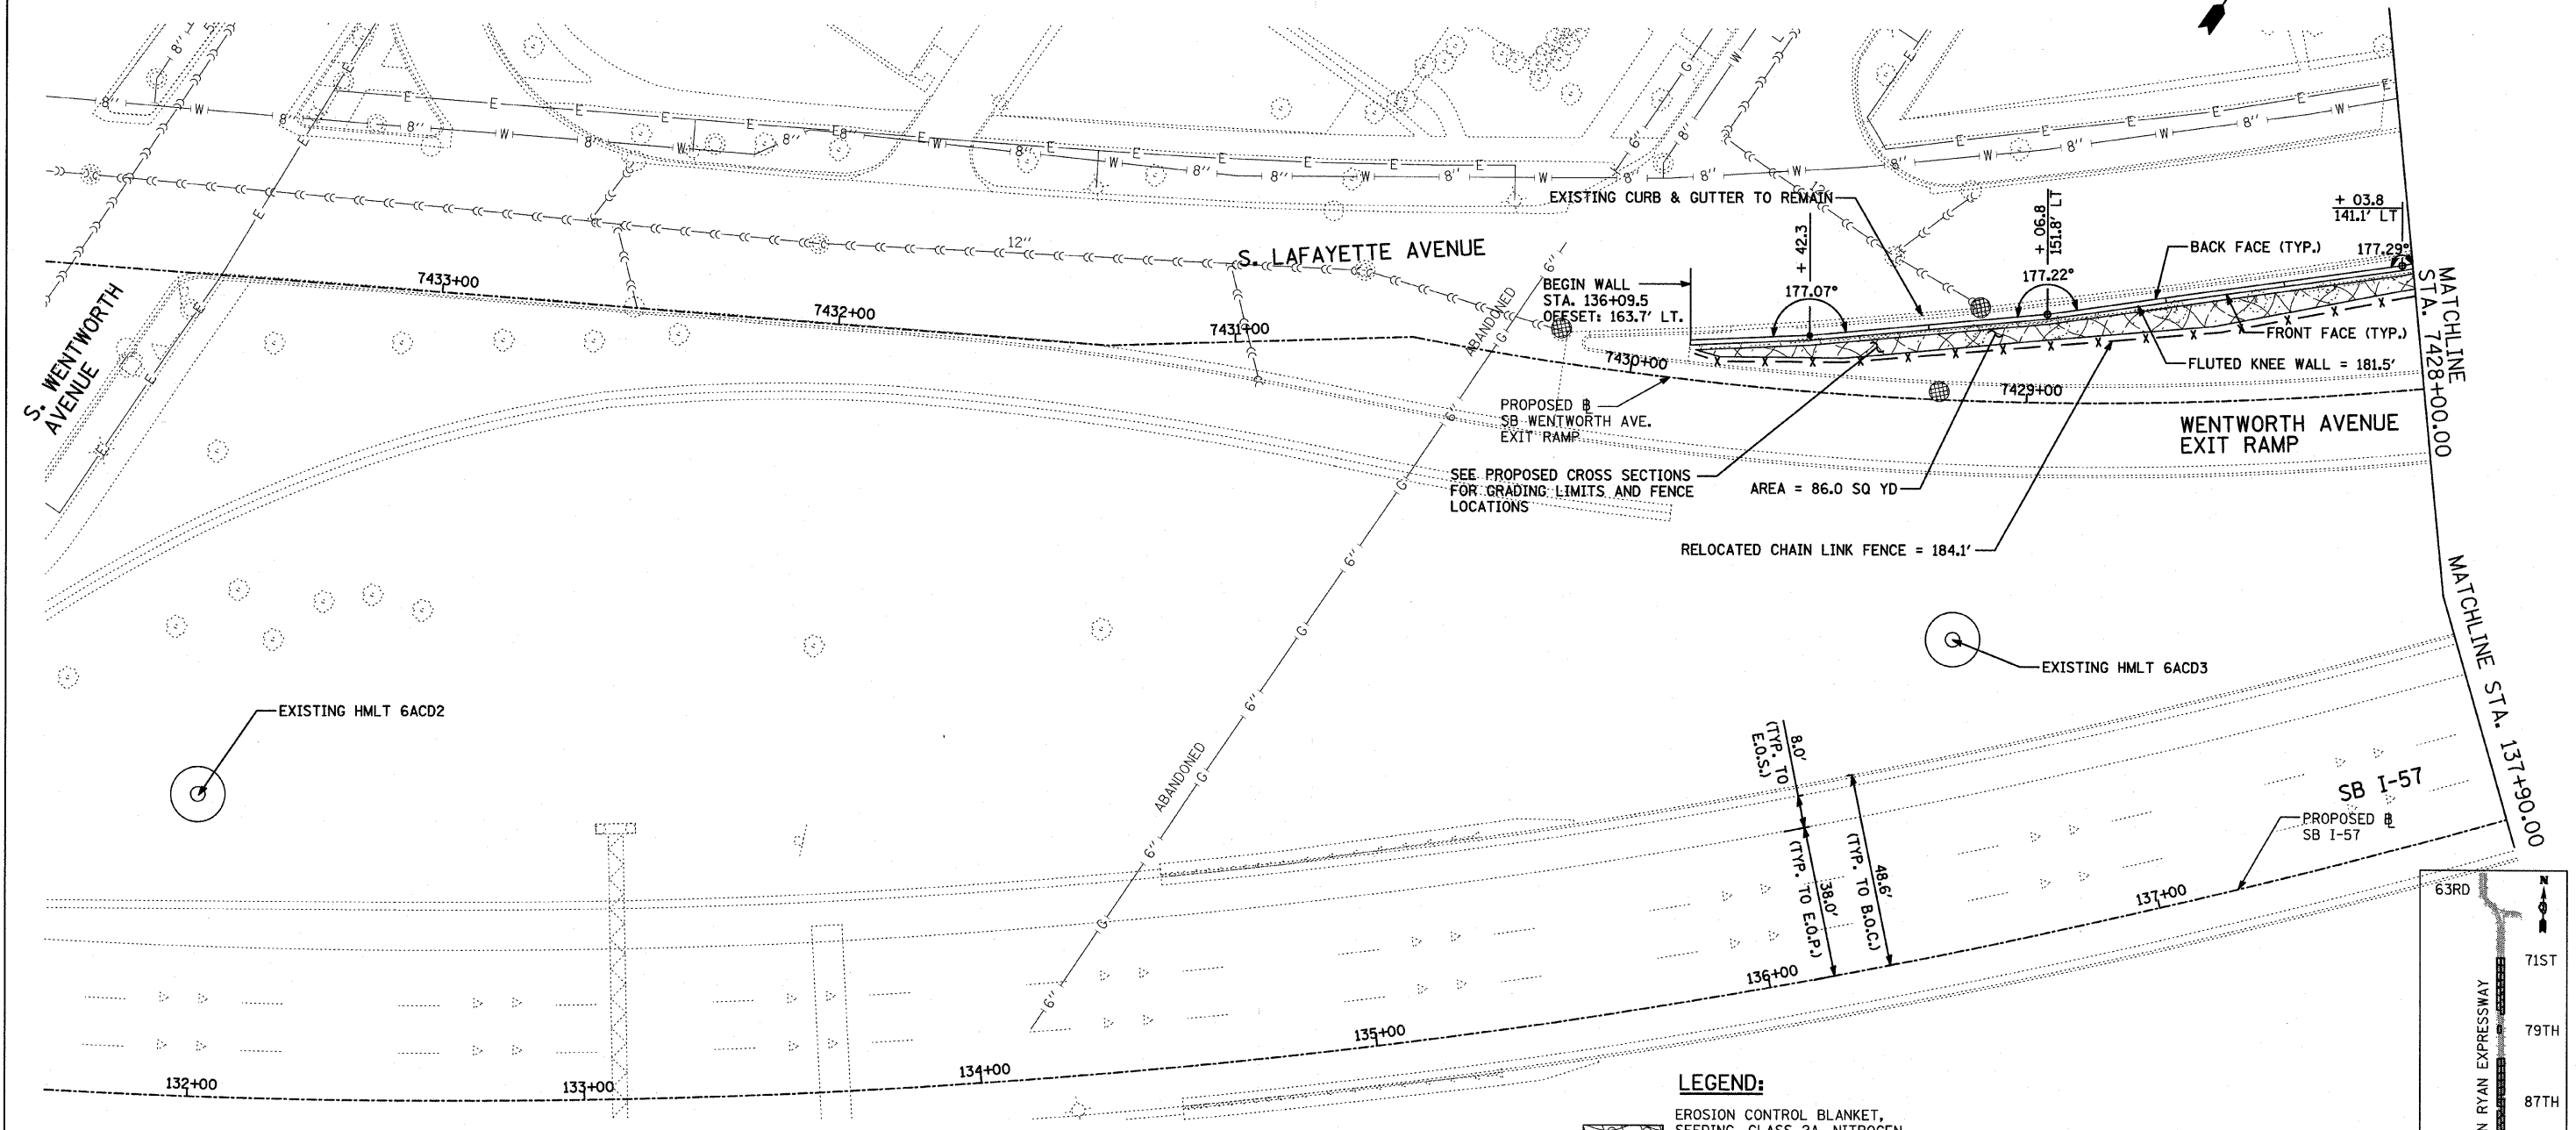 S. WENTWORTH
AVENUE
7433+00
7432+00
12''
S. LAFAYETTE AVENUE
7431+00
ABANDONED
EXISTING CURB & GUTTER TO REMAIN
BEGIN WALL
STA. 136+09.5
OFFSET: 163.7' LT.
+ 42.3
177.07°
+ 06.8
151.8' LT
177.22°
+ 03.8
141.1' LT
177.29°
BACK FACE (TYP.)
FRONT FACE (TYP.)
FLUTED KNEE WALL = 181.5'
7430+00
7429+00
MATCHLINE
STA. 7428+00.00
PROPOSED B
SB WENTWORTH AVE.
EXIT RAMP
WENTWORTH AVENUE
EXIT RAMP
SEE PROPOSED CROSS SECTIONS
FOR GRADING LIMITS AND FENCE
LOCATIONS
AREA = 86.0 SQ YD
RELOCATED CHAIN LINK FENCE = 184.1'
EXISTING HMLT 6ACD3
EXISTING HMLT 6ACD2
ABANDONED
MATCHLINE STA. 137+90.00
8.0'
(TYP. TO
E.O.S.)
38.0'
(TYP. TO E.O.P.)
48.6'
(TYP. TO B.O.C.)
SB I-57
PROPOSED B
SB I-57
132+00
133+00
134+00
135+00
136+00
137+00
LEGEND:
EROSION CONTROL BLANKET,
SEEDING, CLASS 2A, NITROGEN
63RD
N
71ST
79TH
87TH
RYAN EXPRESSWAY